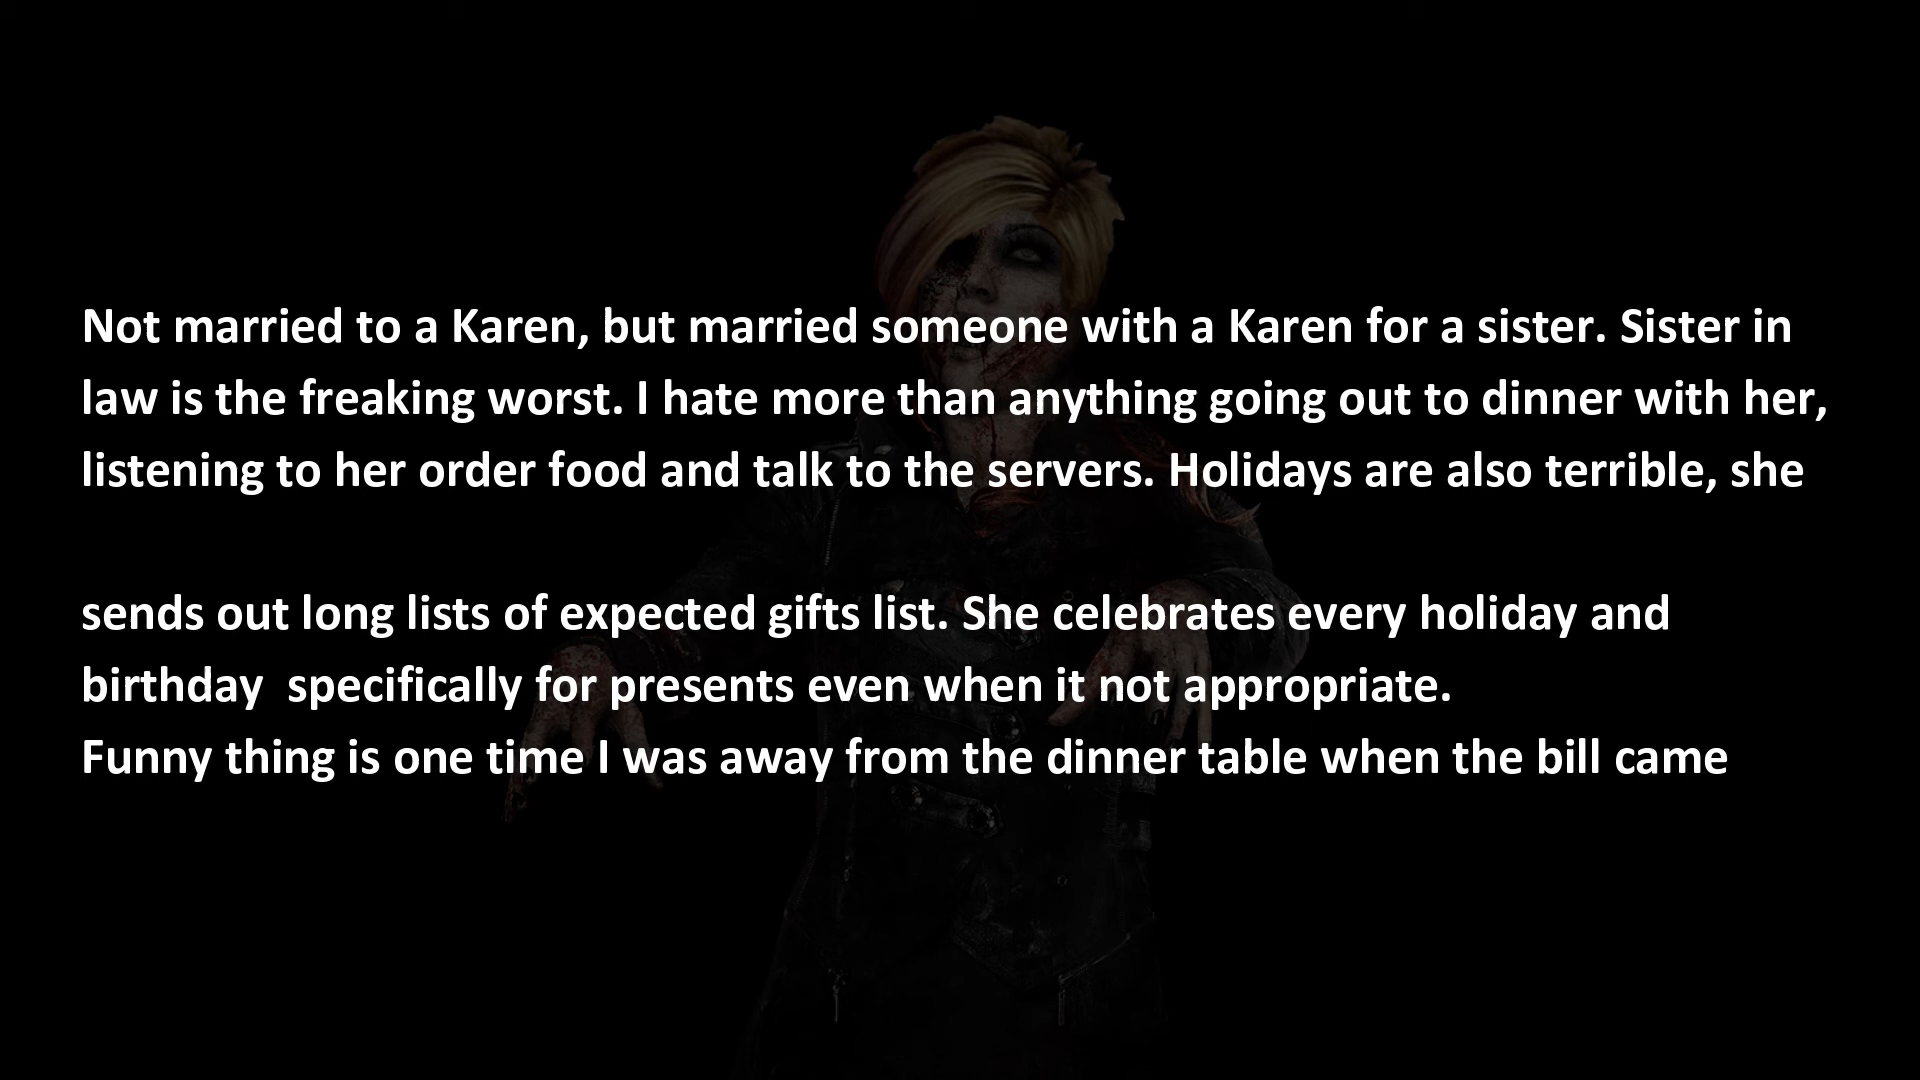 Not married to a Karen, but married someone with a Karen for a sister. Sister in
law is the freaking worst. I hate more than anything going out to dinner with her,
listening to her order food and talk to the servers. Holidays are also terrible, she
sends out long lists of expected gifts list. She celebrates every holiday and
birthday  specifically for presents even when it not appropriate.
Funny thing is one time I was away from the dinner table when the bill came